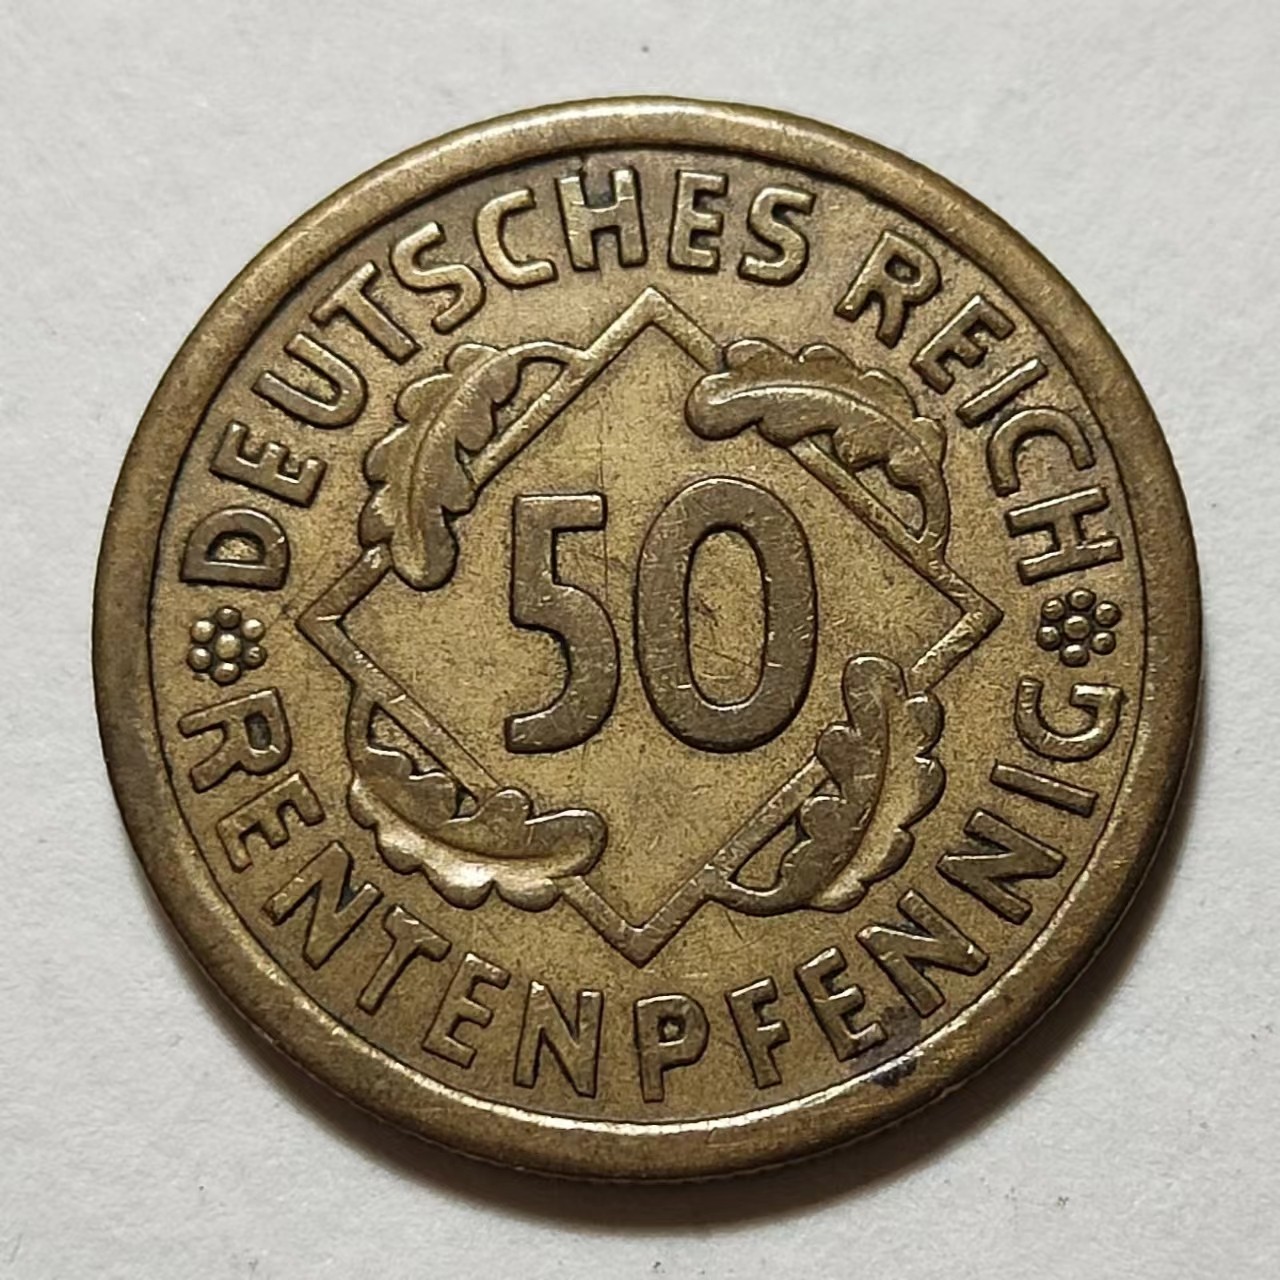 DEUTSCHES REICH
50
RENTENPFENNIG